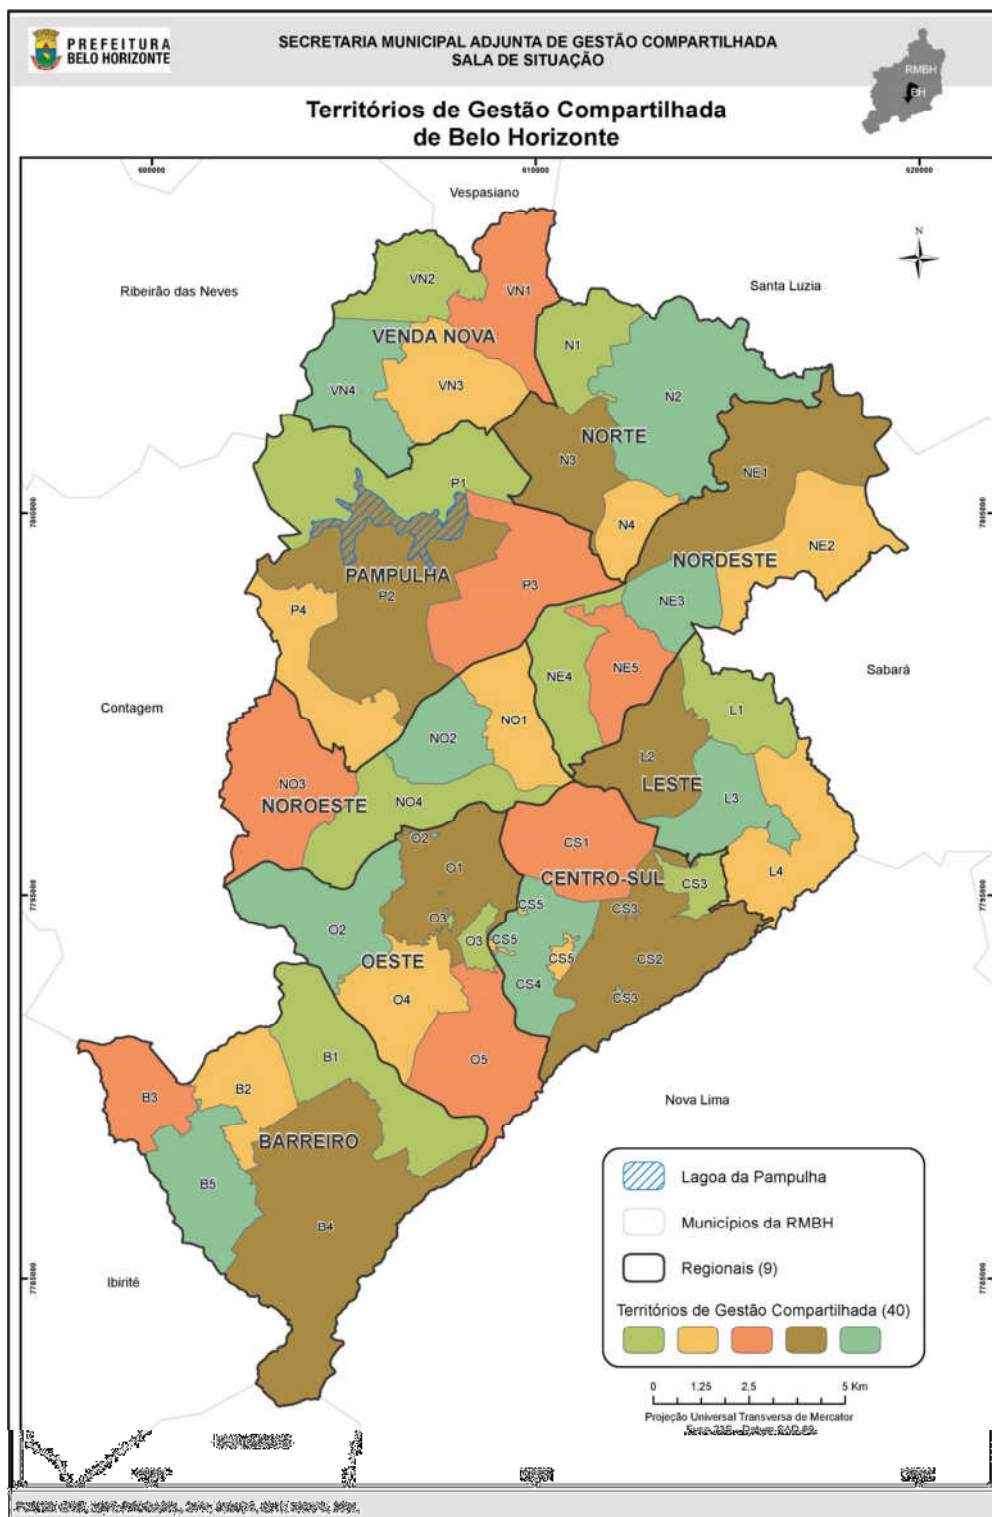 PREFEITURA
BELO HORIZONTE
SECRETARIA MUNICIPAL ADJUNTA DE GESTÃO COMPARTILHADA
SALA DE SITUAÇÃO
RMBH
BH
Territórios de Gestão Compartilhada
de Belo Horizonte
600000
610000
620000
Vespasiano
N
Ribeirão das Neves
Santa Luzia
VN2
VN1
VENDA NOVA
N1
VN4
VN3
N2
NORTE
N3
NE1
P1
N4
NE2
NORDESTE
PAMPULHA
P3
P2
P4
NE3
Sabará
NE4
NE5
Contagem
NO1
L1
NO2
L2
NO3
NOROESTE
LESTE
NO4
L3
O2
CS1
O1
CENTRO-SUL
CS3
L4
7795000
7795000
O3
CS5
CS3
O2
O3
CS5
OESTE
CS5
CS2
CS4
CS3
O4
B1
O5
B3
B2
Nova Lima
BARREIRO
B5
B4
Ibirité
7785000
7785000
Lagoa da Pampulha
Municípios da RMBH
Regionais (9)
Territórios de Gestão Compartilhada (40)
0 1,25 2,5 5 Km
Projeção Universal Transversa de Mercator